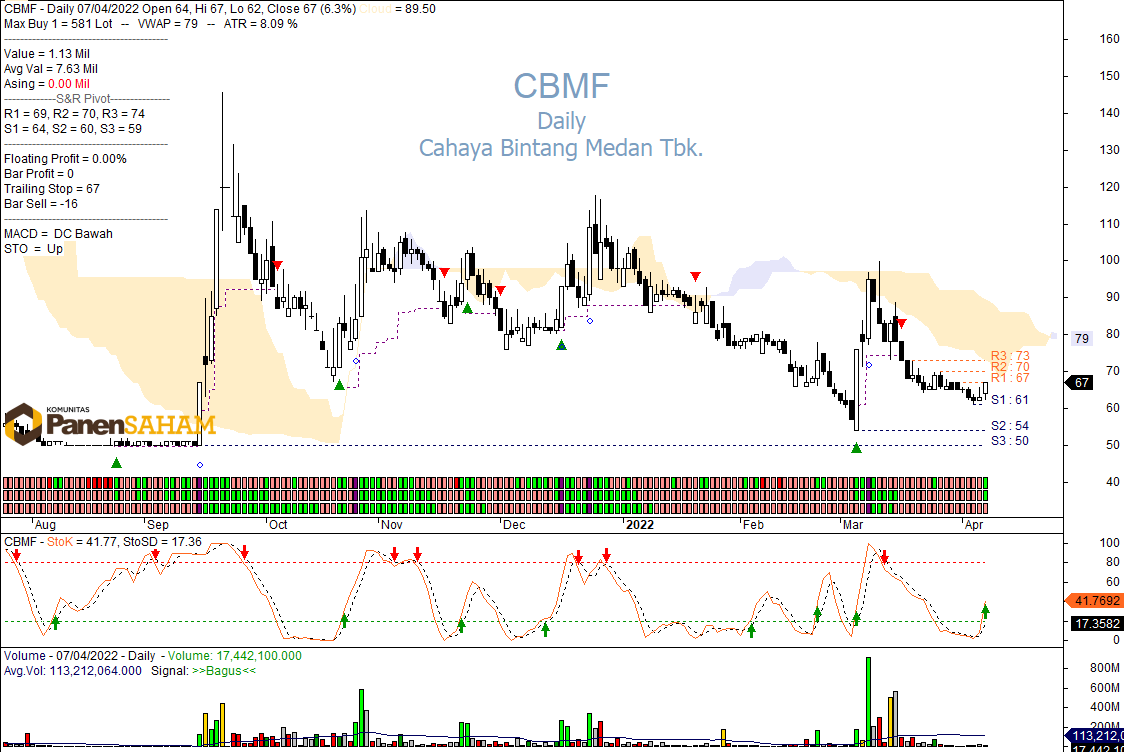 CBMF - Daily 07/04/2022 Open 64, Hi 67, Lo 62, Close 67 (6.3%) Cloud = 89.50
Max Buy 1 = 581 Lot -- VWAP = 79 -- ATR = 8.09 %
Value = 1.13 Mil
Avg Val = 7.63 Mil
Asing = 0.00 Mil
--------------S&R Pivot----------------
R1 = 69, R2 = 70, R3 = 74
S1 = 64, S2 = 60, S3 = 59
Floating Profit = 0.00%
Bar Profit = 0
Trailing Stop = 67
Bar Sell = -16
MACD = DC Bawah
STO = Up
CBMF
Daily
Cahaya Bintang Medan Tbk.
160
150
140
130
120
110
100
90
80
79
70
67
60
50
40
R3 : 73
R2 : 70
R1 : 67
S1 : 61
S2 : 54
S3 : 50
KOMUNITAS
PanenSAHAM
Aug Sep Oct Nov Dec 2022 Feb Mar Apr
CBMF - StoK = 41.77, StoSD = 17.36
100
80
60
41.7692
17.3582
0
Volume - 07/04/2022 - Daily - Volume: 17,442,100.000
Avg.Vol: 113,212,064.000 Signal: >>Bagus<<
800M
600M
400M
200M
113,212,0